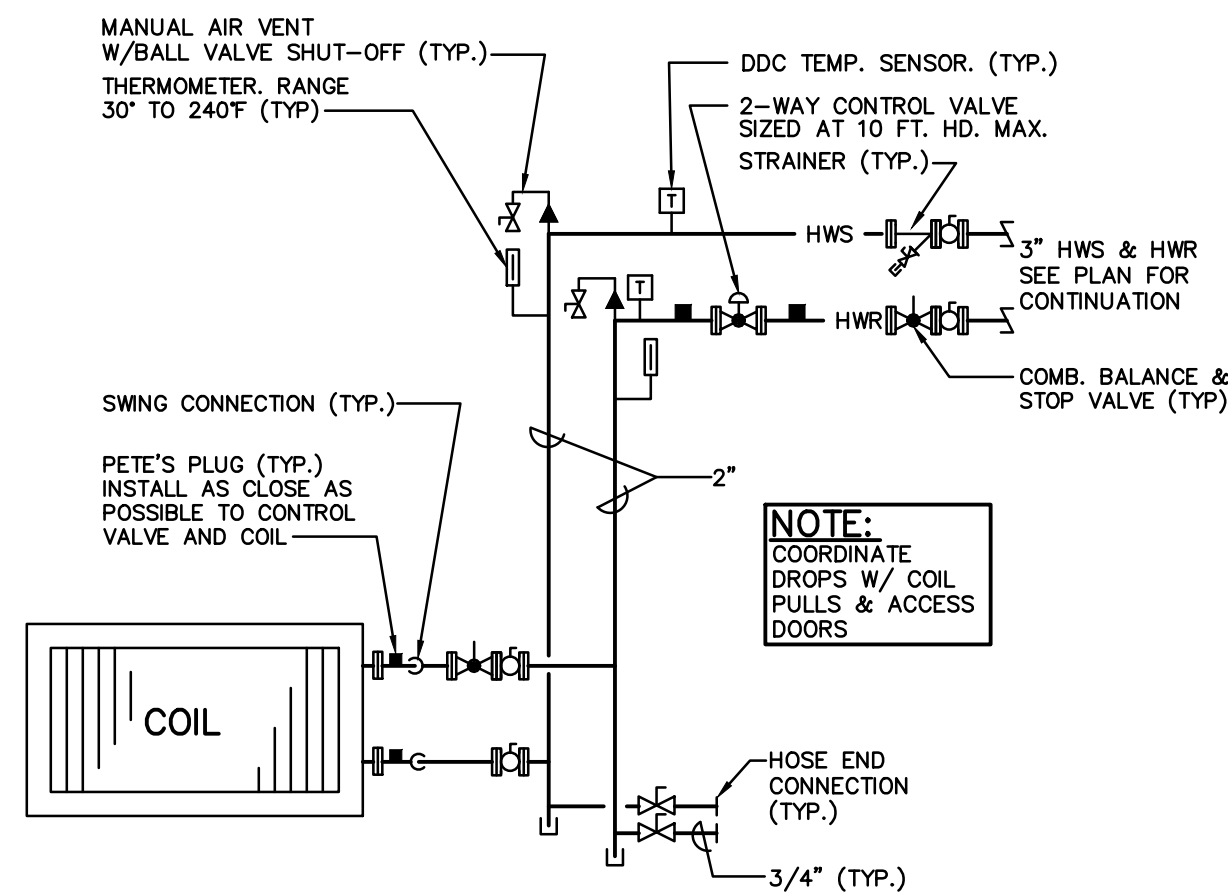 MANUAL AIR VENT
W/BALL VALVE SHUT-OFF (TYP.)
THERMOMETER. RANGE
30° TO 240°F (TYP)
DDC TEMP. SENSOR. (TYP.)
2-WAY CONTROL VALVE
SIZED AT 10 FT. HD. MAX.
STRAINER (TYP.)
T
HWS
3" HWS & HWR
SEE PLAN FOR
CONTINUATION
T
HWR
COMB. BALANCE &
STOP VALVE (TYP)
SWING CONNECTION (TYP.)
PETE'S PLUG (TYP.)
INSTALL AS CLOSE AS
POSSIBLE TO CONTROL
VALVE AND COIL
2"
NOTE:
COORDINATE
DROPS W/ COIL
PULLS & ACCESS
DOORS
COIL
HOSE END
CONNECTION
(TYP.)
3/4" (TYP.)